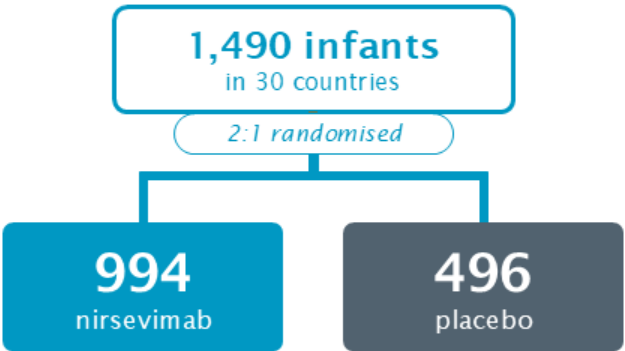 1,490 infants
in 30 countries
2:1 randomised
994
nirsevimab
496
placebo